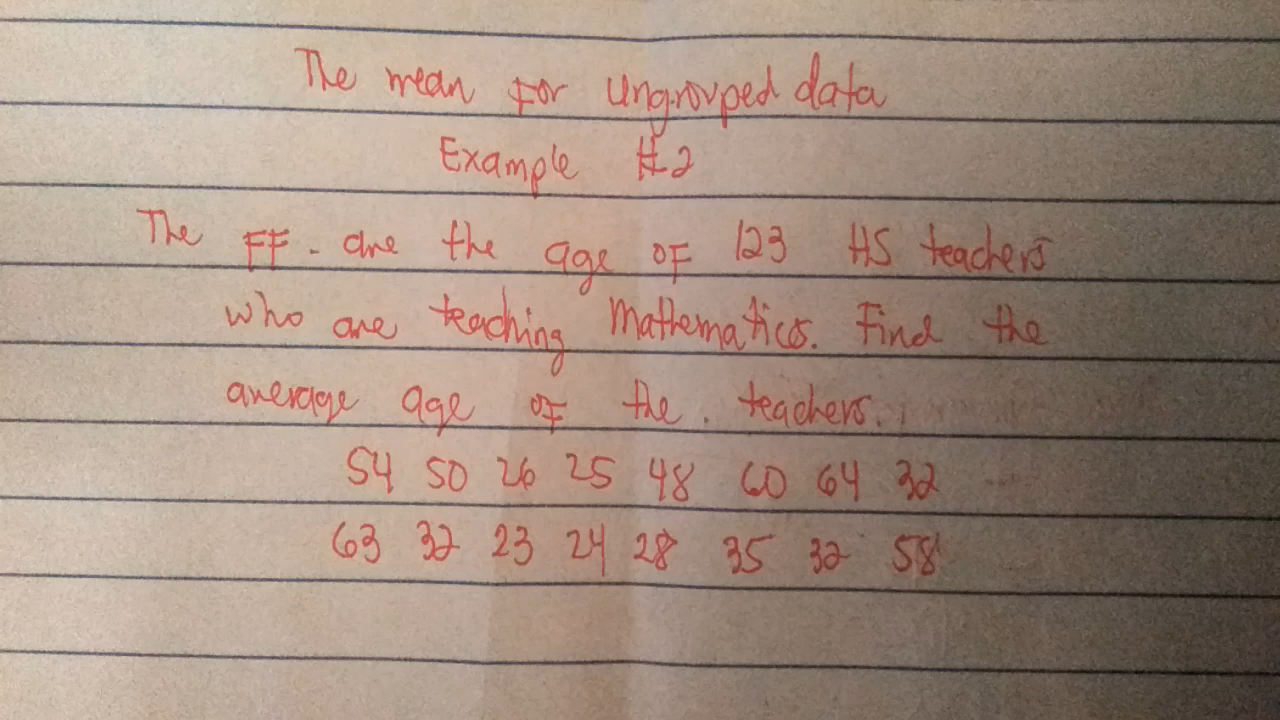 The mean For Ungrouped data
Example #2
The FF. are the age of 123 HS teachers
who are teaching Mathematics. Find the
average age of the . teachers.
54 50 26 25 48 60 64 32
63 32 23 24 28 35 32 58